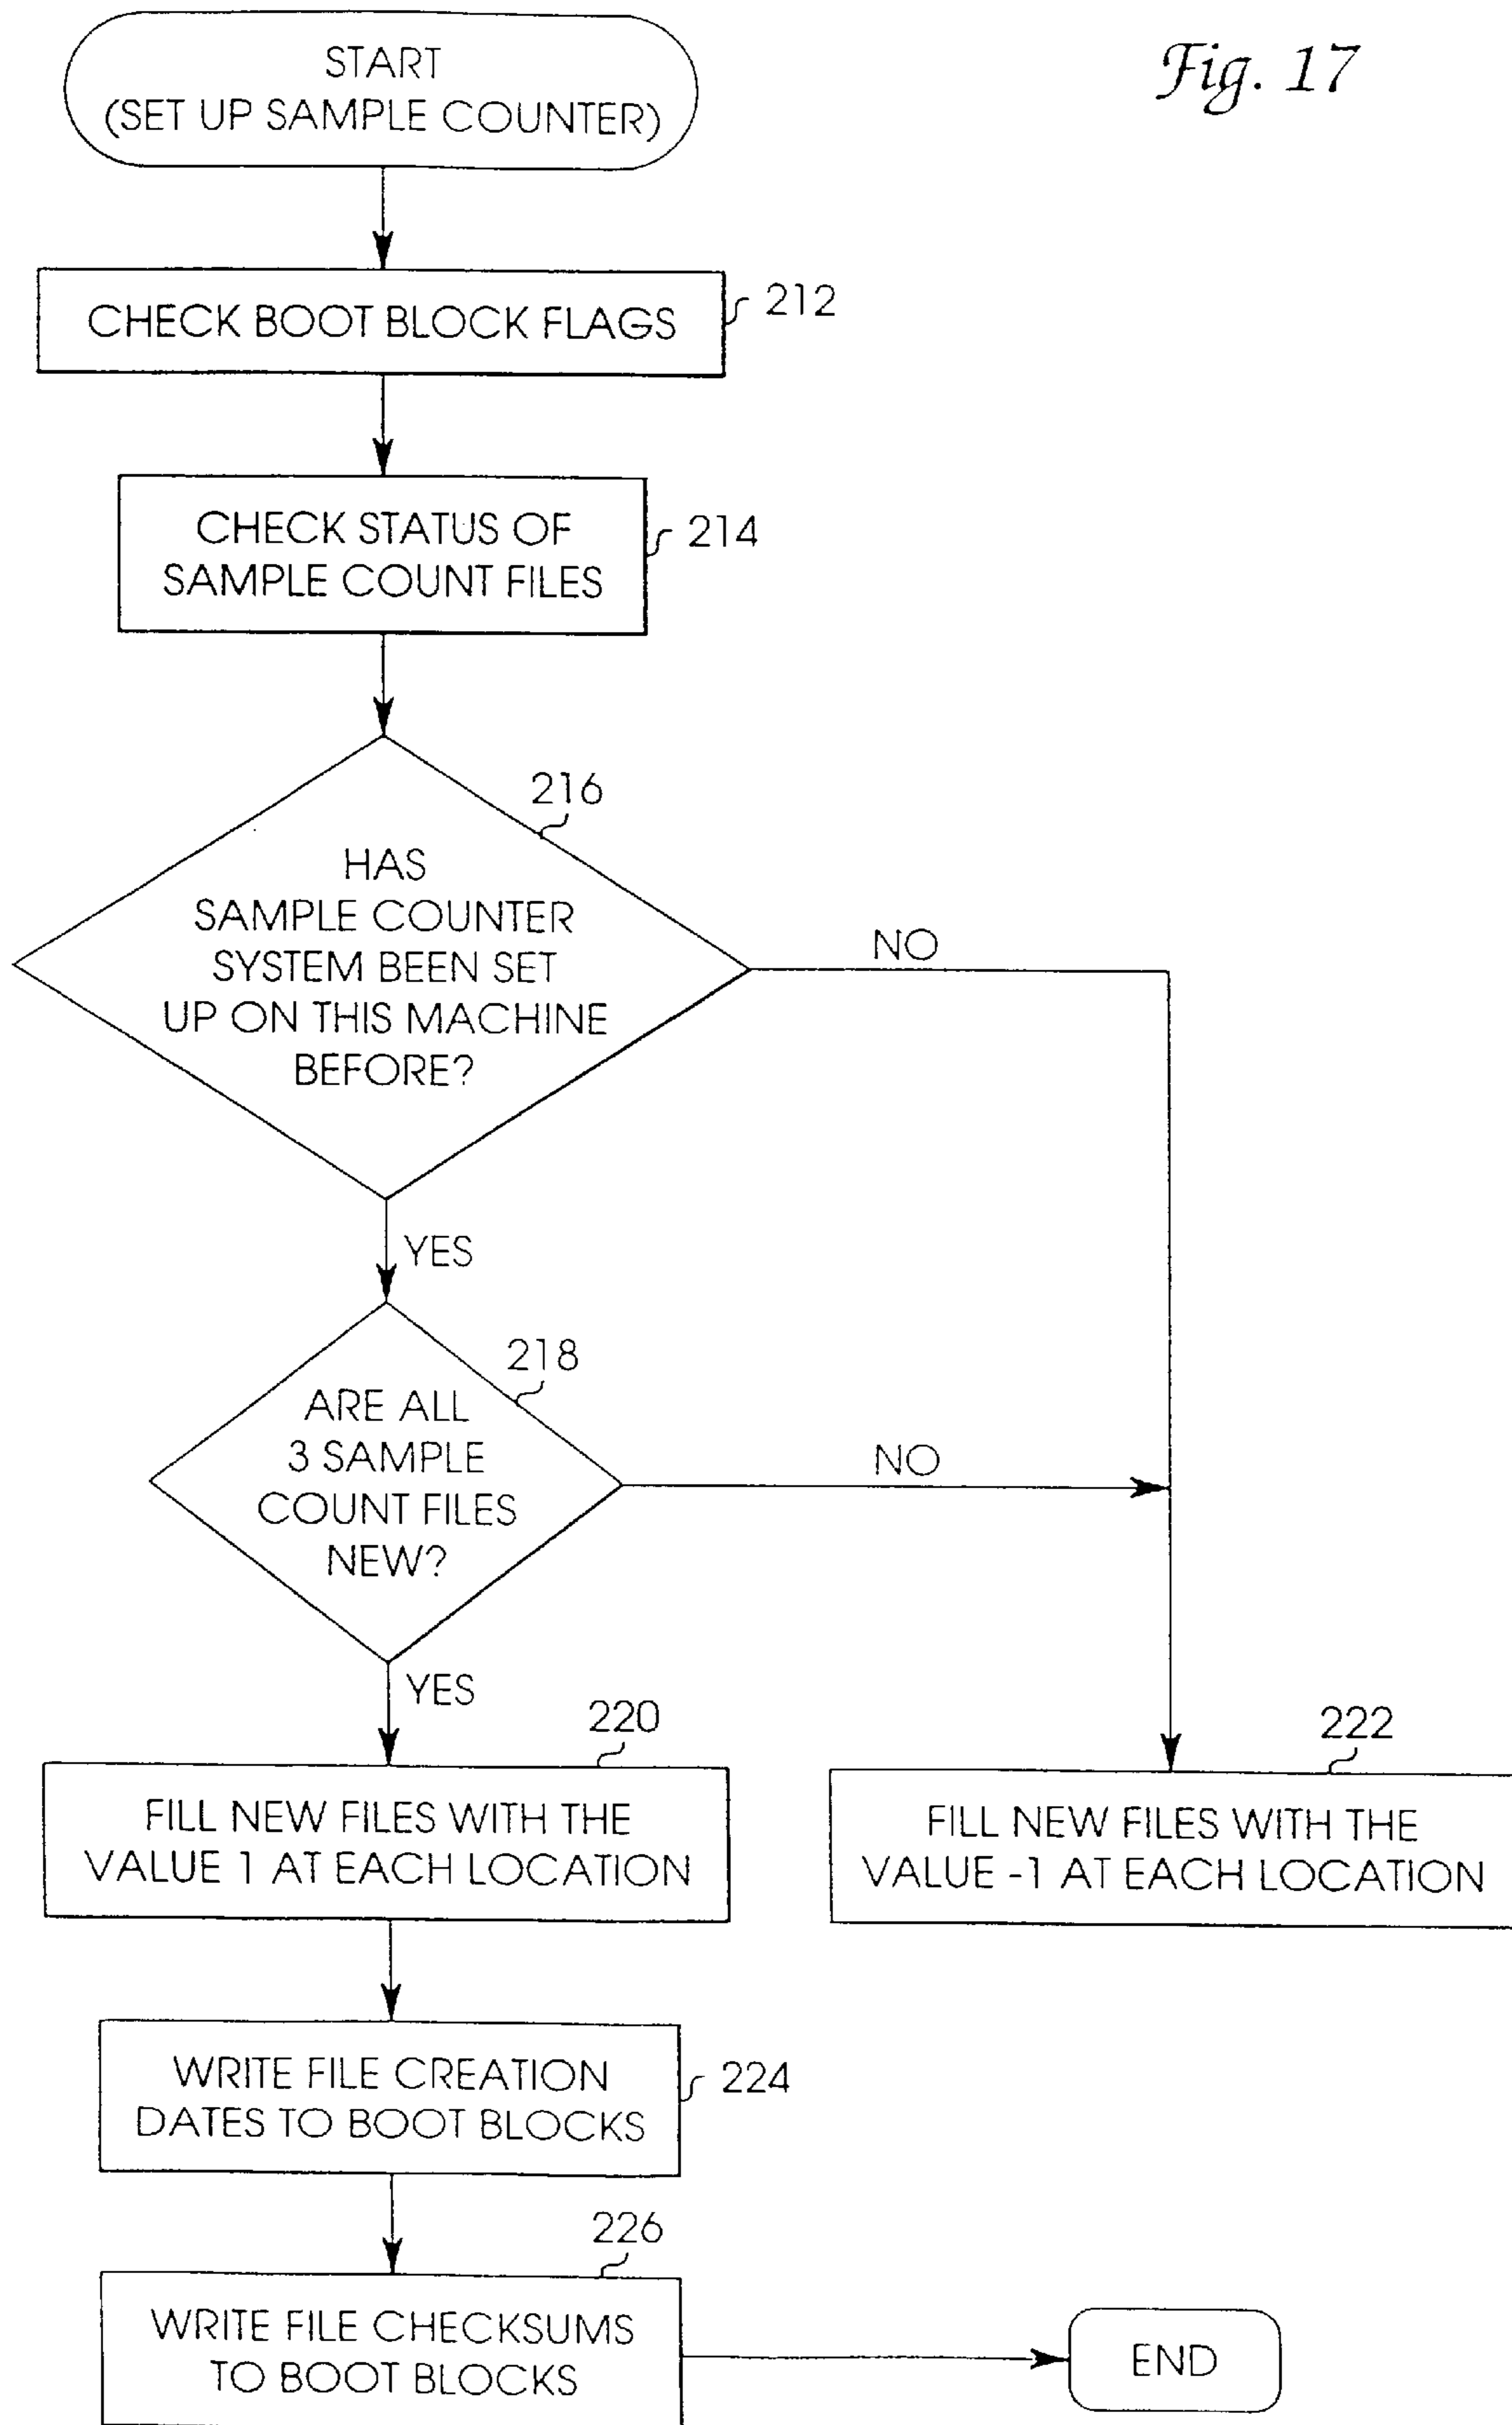 Fig. 17
START
(SET UP SAMPLE COUNTER)
CHECK BOOT BLOCK FLAGS
212
CHECK STATUS OF
SAMPLE COUNT FILES
214
216
HAS
SAMPLE COUNTER
SYSTEM BEEN SET
UP ON THIS MACHINE
BEFORE?
NO
YES
218
ARE ALL
3 SAMPLE
COUNT FILES
NEW?
NO
YES
220
FILL NEW FILES WITH THE
VALUE 1 AT EACH LOCATION
222
FILL NEW FILES WITH THE
VALUE -1 AT EACH LOCATION
WRITE FILE CREATION
DATES TO BOOT BLOCKS
224
226
WRITE FILE CHECKSUMS
TO BOOT BLOCKS
END